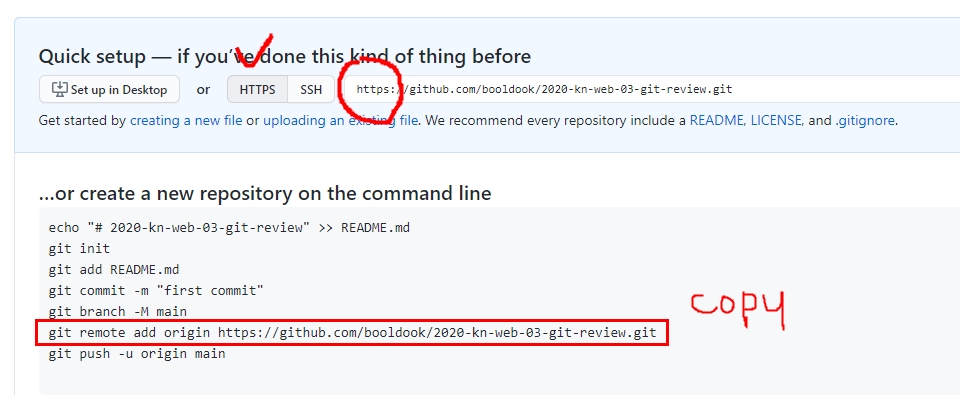 Quick setup — if you've done this kind of thing before
Set up in Desktop or HTTPS SSH https://github.com/booldook/2020-kn-web-03-git-review.git
Get started by creating a new file or uploading an existing file. We recommend every repository include a README, LICENSE, and .gitignore.
...or create a new repository on the command line
echo "# 2020-kn-web-03-git-review" >> README.md
git init
git add README.md
git commit -m "first commit"
git branch -M main
git remote add origin https://github.com/booldook/2020-kn-web-03-git-review.git
git push -u origin main
copy